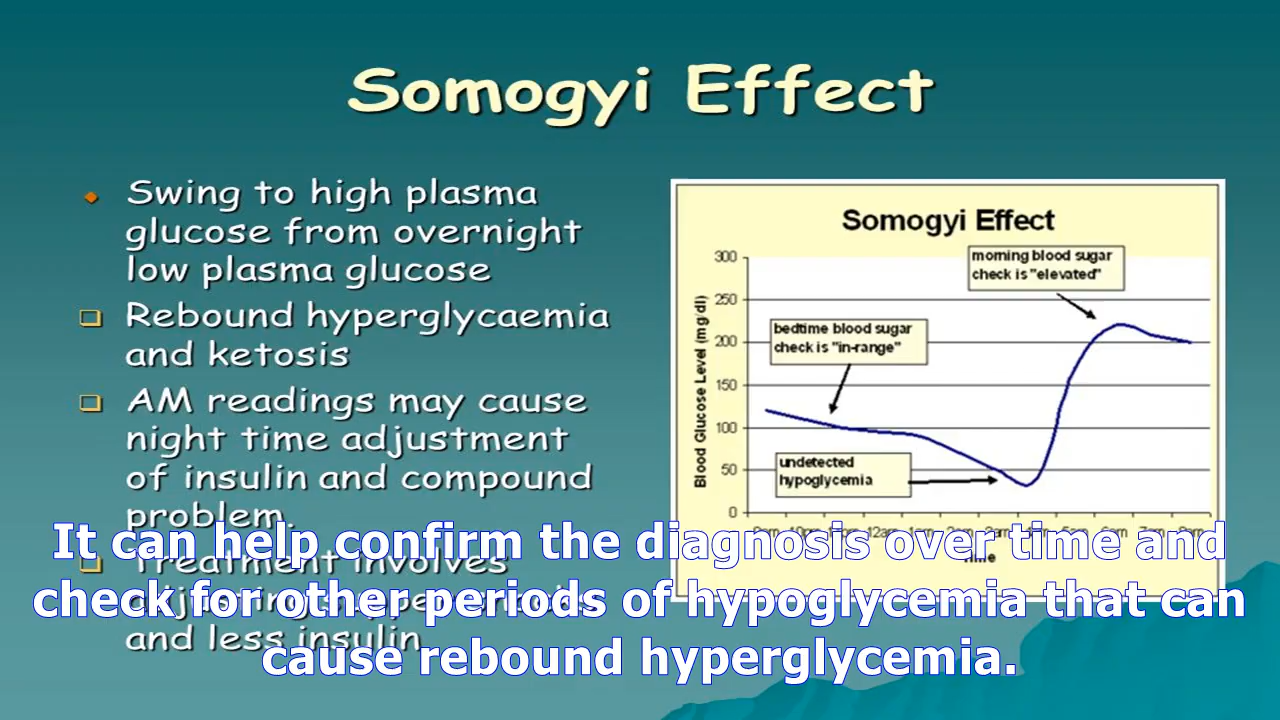 Somogyi Effect
Swing to high plasma
glucose from overnight
low plasma glucose
Rebound hyperglycaemia
and ketosis
AM readings may cause
night time adjustment
of insulin and compound
problem.
Treatment involves
and less insulin
Somogyi Effect
300
250
200
150
100
50
0
Blood Glucose Level (mg/dl)
morning blood sugar
check is "elevated"
bedtime blood sugar
check is "in-range"
undetected
hypoglycemia
Time
It can help confirm the diagnosis over time and
check for other periods of hypoglycemia that can
cause rebound hyperglycemia.